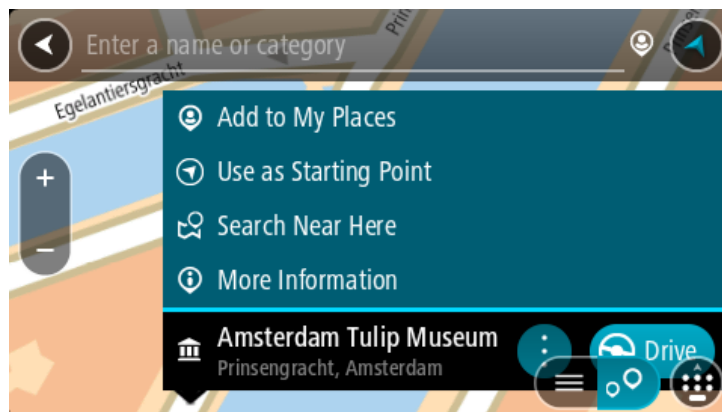 Enter a name or category
Egelantiersgracht
Add to My Places
Use as Starting Point
Search Near Here
More Information
Amsterdam Tulip Museum
Prinsengracht, Amsterdam
Drive